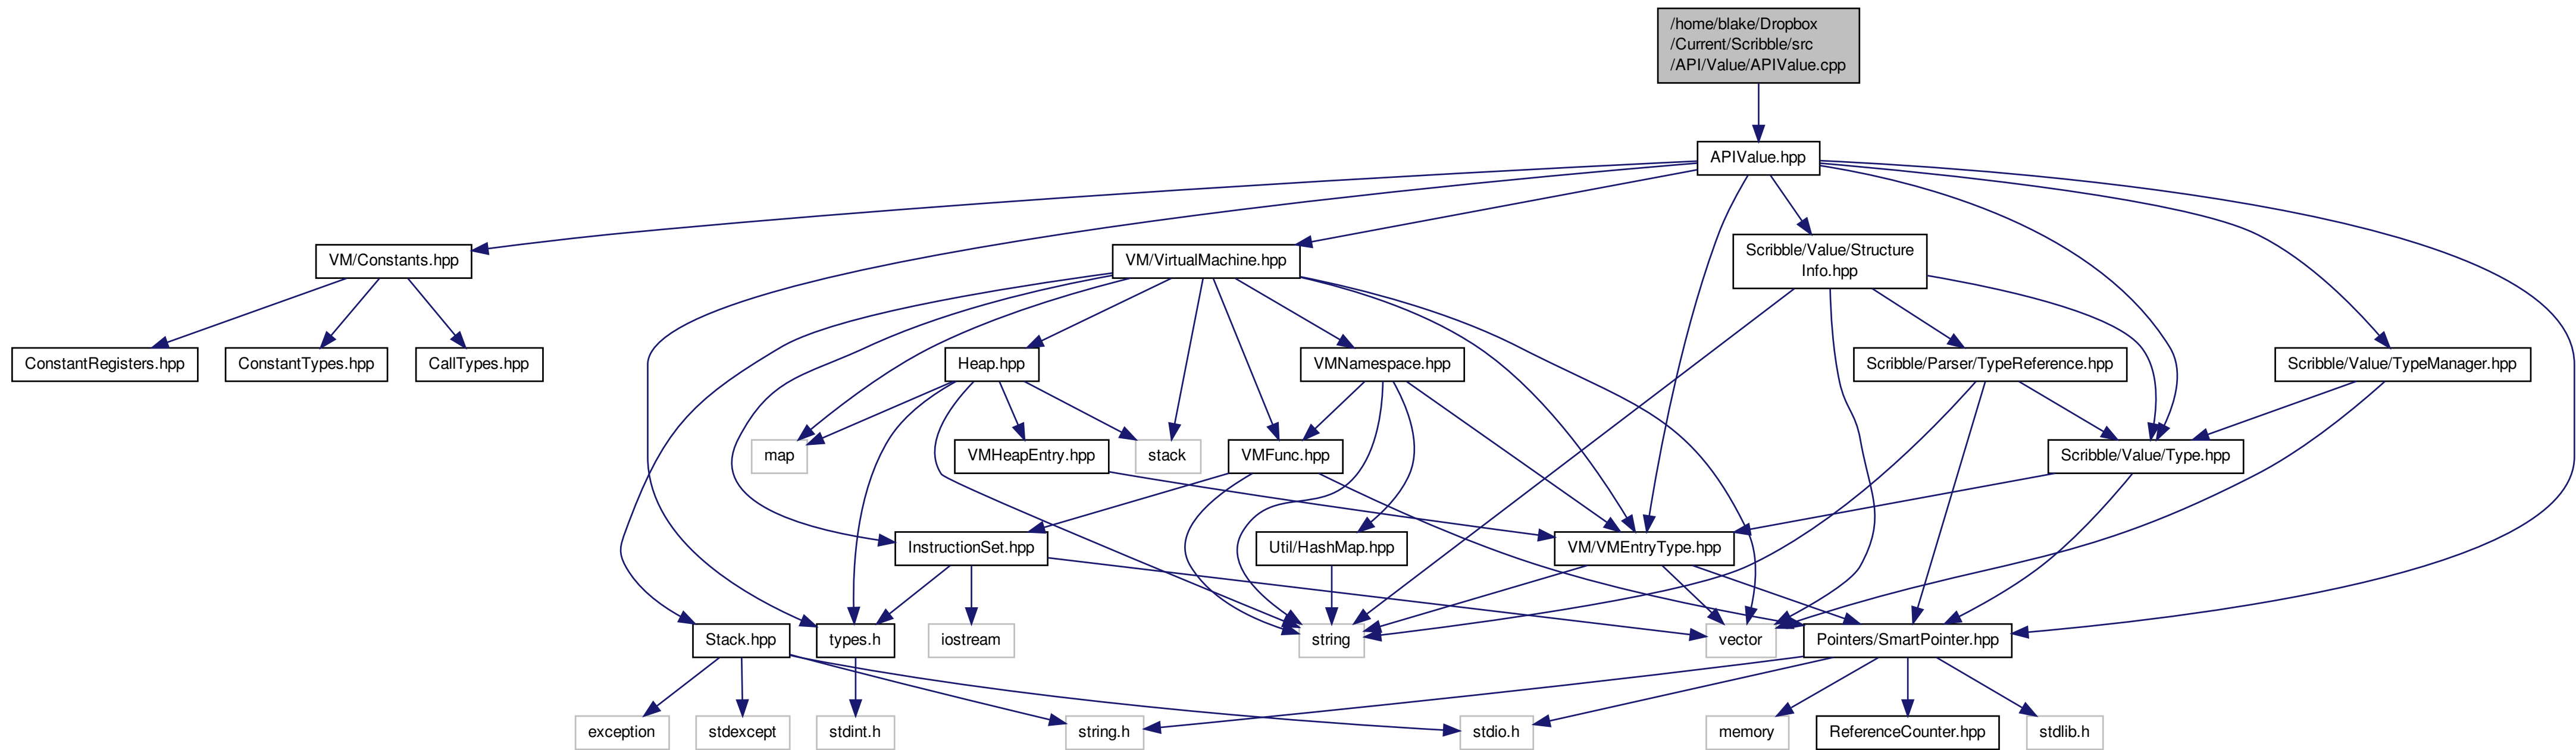 /home/blake/Dropbox
/Current/Scribble/src
/API/Value/APIValue.cpp
APIValue.hpp
VM/Constants.hpp
VM/VirtualMachine.hpp
Scribble/Value/Structure
Info.hpp
ConstantRegisters.hpp
ConstantTypes.hpp
CallTypes.hpp
Heap.hpp
VMNamespace.hpp
Scribble/Parser/TypeReference.hpp
Scribble/Value/TypeManager.hpp
map
VMHeapEntry.hpp
stack
VMFunc.hpp
Scribble/Value/Type.hpp
InstructionSet.hpp
Util/HashMap.hpp
VM/VMEntryType.hpp
Stack.hpp
types.h
iostream
string
vector
Pointers/SmartPointer.hpp
exception
stdexcept
stdint.h
string.h
stdio.h
memory
ReferenceCounter.hpp
stdlib.h